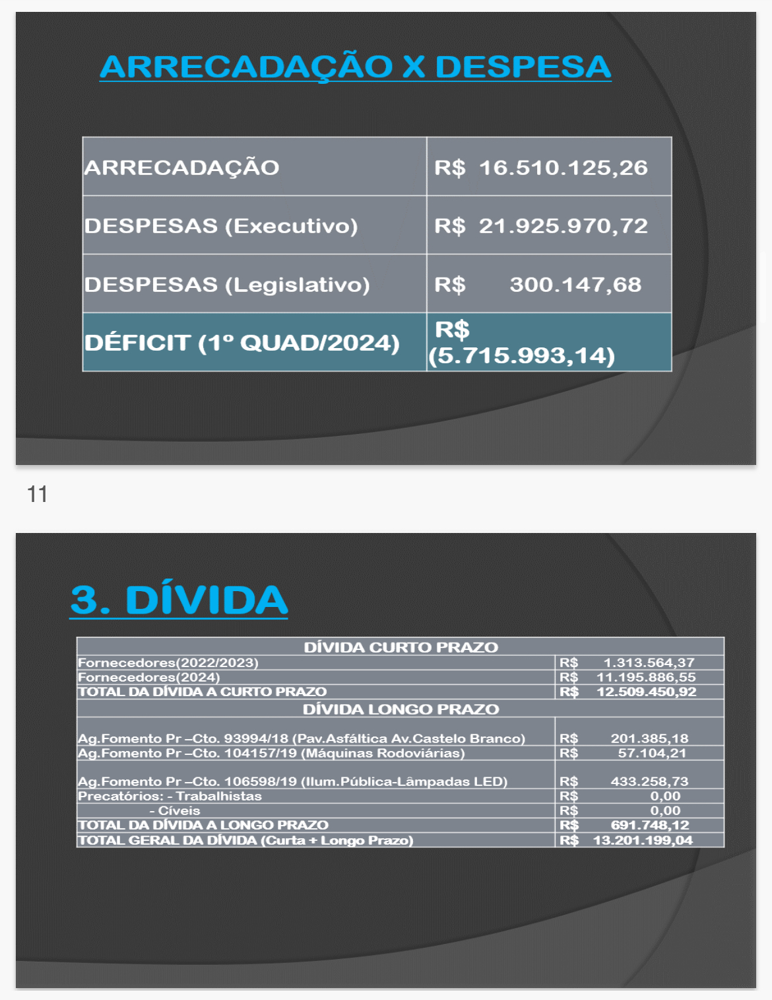 ARRECADAÇÃO X DESPESA
ARRECADAÇÃO R$ 16.510.125,26
DESPESAS (Executivo) R$ 21.925.970,72
DESPESAS (Legislativo) R$ 300.147,68
DÉFICIT (1º QUAD/2024) R$
(5.715.993,14)
11
3. DÍVIDA
DÍVIDA CURTO PRAZO
Fornecedores(2022/2023) R$ 1.313.564,37
Fornecedores(2024) R$ 11.195.886,55
TOTAL DA DÍVIDA A CURTO PRAZO R$ 12.509.450,92
DÍVIDA LONGO PRAZO
Ag.Fomento Pr –Cto. 93994/18 (Pav.Asfáltica Av.Castelo Branco) R$ 201.385,18
Ag.Fomento Pr –Cto. 104157/19 (Máquinas Rodoviárias) R$ 57.104,21
Ag.Fomento Pr –Cto. 106598/19 (Ilum.Pública-Lâmpadas LED) R$ 433.258,73
Precatórios: - Trabalhistas R$ 0,00
- Cíveis R$ 0,00
TOTAL DA DÍVIDA A LONGO PRAZO R$ 691.748,12
TOTAL GERAL DA DÍVIDA (Curta + Longo Prazo) R$ 13.201.199,04